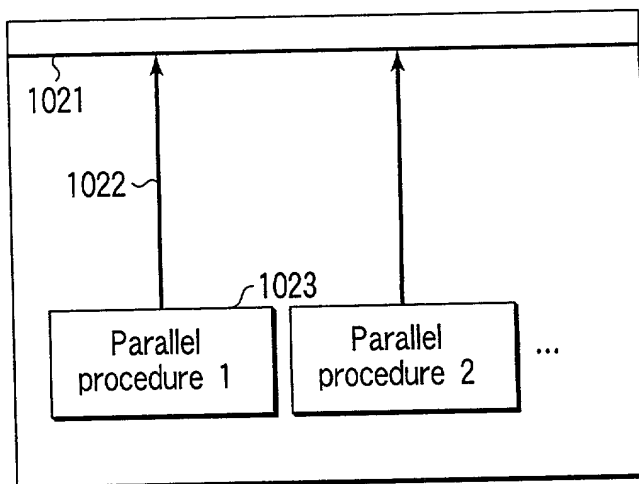 1021
1022
1023
Parallel
procedure 1
Parallel
procedure 2
...